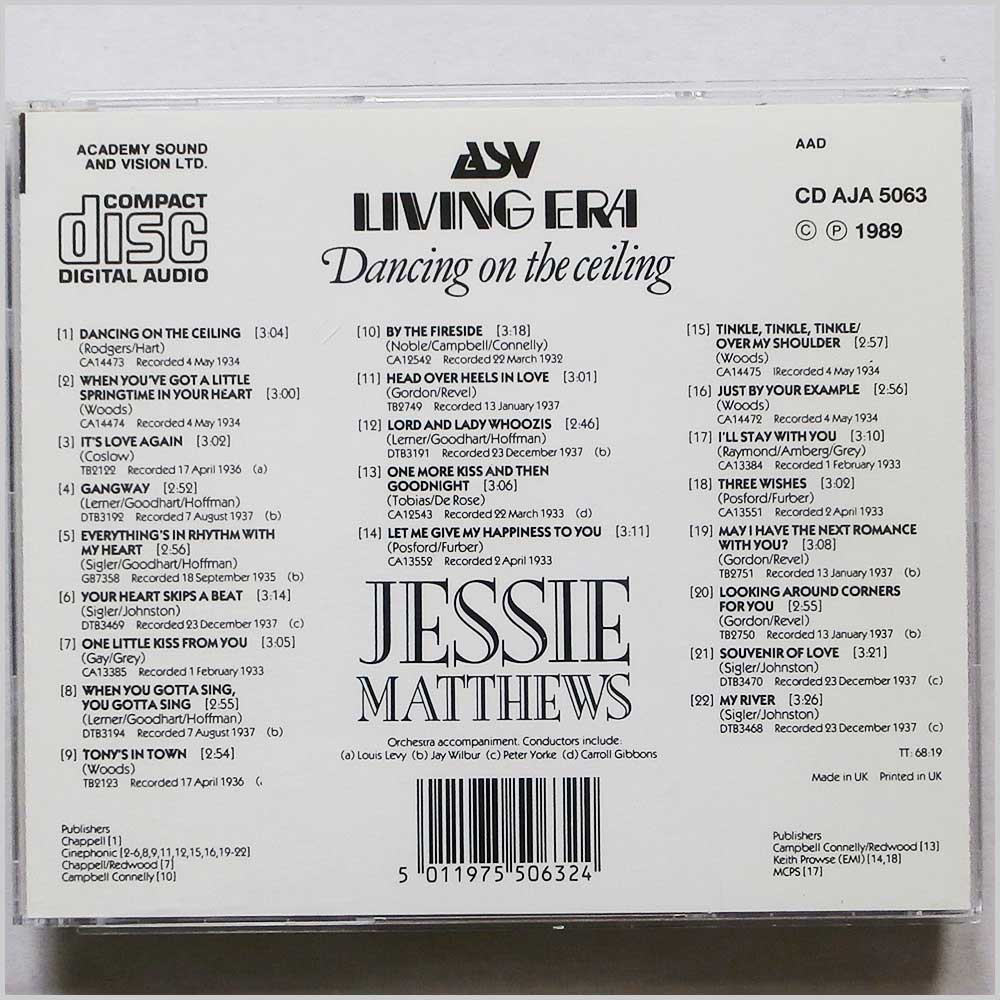 ACADEMY SOUND
AND VISION LTD.
COMPACT
disc
DIGITAL AUDIO
ASV
LIVING ERA
Dancing on the ceiling
AAD
CD AJA 5063
© ℗ 1989
[1] DANCING ON THE CEILING [3:04]
(Rodgers/Hart)
CA14473 Recorded 4 May 1934
[2] WHEN YOU'VE GOT A LITTLE
SPRINGTIME IN YOUR HEART [3:00]
(Woods)
CA14474 Recorded 4 May 1934
[3] IT'S LOVE AGAIN [3:02]
(Coslow)
TB2122 Recorded 17 April 1936 (a)
[4] GANGWAY [2:52]
(Lerner/Goodhart/Hoffman)
DTB3192 Recorded 7 August 1937 (b)
[5] EVERYTHING'S IN RHYTHM WITH
MY HEART [2:56]
(Sigler/Goodhart/Hoffman)
GB7358 Recorded 18 September 1935 (b)
[6] YOUR HEART SKIPS A BEAT [3:14]
(Sigler/Johnston)
DTB3469 Recorded 23 December 1937 (c)
[7] ONE LITTLE KISS FROM YOU [3:05]
(Gay/Grey)
CA13385 Recorded 1 February 1933
[8] WHEN YOU GOTTA SING,
YOU GOTTA SING [2:55]
(Lerner/Goodhart/Hoffman)
DTB3194 Recorded 7 August 1937 (b)
[9] TONY'S IN TOWN [2:54]
(Woods)
TB2123 Recorded 17 April 1936 (
[10] BY THE FIRESIDE [3:18]
(Noble/Campbell/Connelly)
CA12542 Recorded 22 March 1932
[11] HEAD OVER HEELS IN LOVE [3:01]
(Gordon/Revel)
TB2749 Recorded 13 January 1937
[12] LORD AND LADY WHOOZIS [2:46]
(Lerner/Goodhart/Hoffman)
DTB3191 Recorded 23 December 1937 (b)
[13] ONE MORE KISS AND THEN
GOODNIGHT [3:06]
(Tobias/De Rose)
CA12543 Recorded 22 March 1933 (d)
[14] LET ME GIVE MY HAPPINESS TO YOU [3:11]
(Posford/Furber)
CA13552 Recorded 2 April 1933
[15] TINKLE, TINKLE, TINKLE/
OVER MY SHOULDER [2:57]
(Woods)
CA14475 Recorded 4 May 1934
[16] JUST BY YOUR EXAMPLE [2:56]
(Woods)
CA14472 Recorded 4 May 1934
[17] I'LL STAY WITH YOU [3:10]
(Raymond/Amberg/Grey)
CA13384 Recorded 1 February 1933
[18] THREE WISHES [3:02]
(Posford/Furber)
CA13551 Recorded 2 April 1933
[19] MAY I HAVE THE NEXT ROMANCE
WITH YOU? [3:08]
(Gordon/Revel)
TB2751 Recorded 13 January 1937 (b)
[20] LOOKING AROUND CORNERS
FOR YOU [2:55]
(Gordon/Revel)
TB2750 Recorded 13 January 1937 (b)
[21] SOUVENIR OF LOVE [3:21]
(Sigler/Johnston)
DTB3470 Recorded 23 December 1937 (c)
[22] MY RIVER [3:26]
(Sigler/Johnston)
DTB3468 Recorded 23 December 1937 (c)
TT: 68:19
Made in UK Printed in UK
JESSIE
MATTHEWS
Orchestra accompaniment. Conductors include:
(a) Louis Levy (b) Jay Wilbur (c) Peter Yorke (d) Carroll Gibbons
5 011975 506324
Publishers
Chappell [1]
Cinephonic [2-6,8,9,11,12,15,16,19-22]
Chappell/Redwood [7]
Campbell Connelly [10]
Publishers
Campbell Connelly/Redwood [13]
Keith Prowse (EMI) [14,18]
MCPS [17]